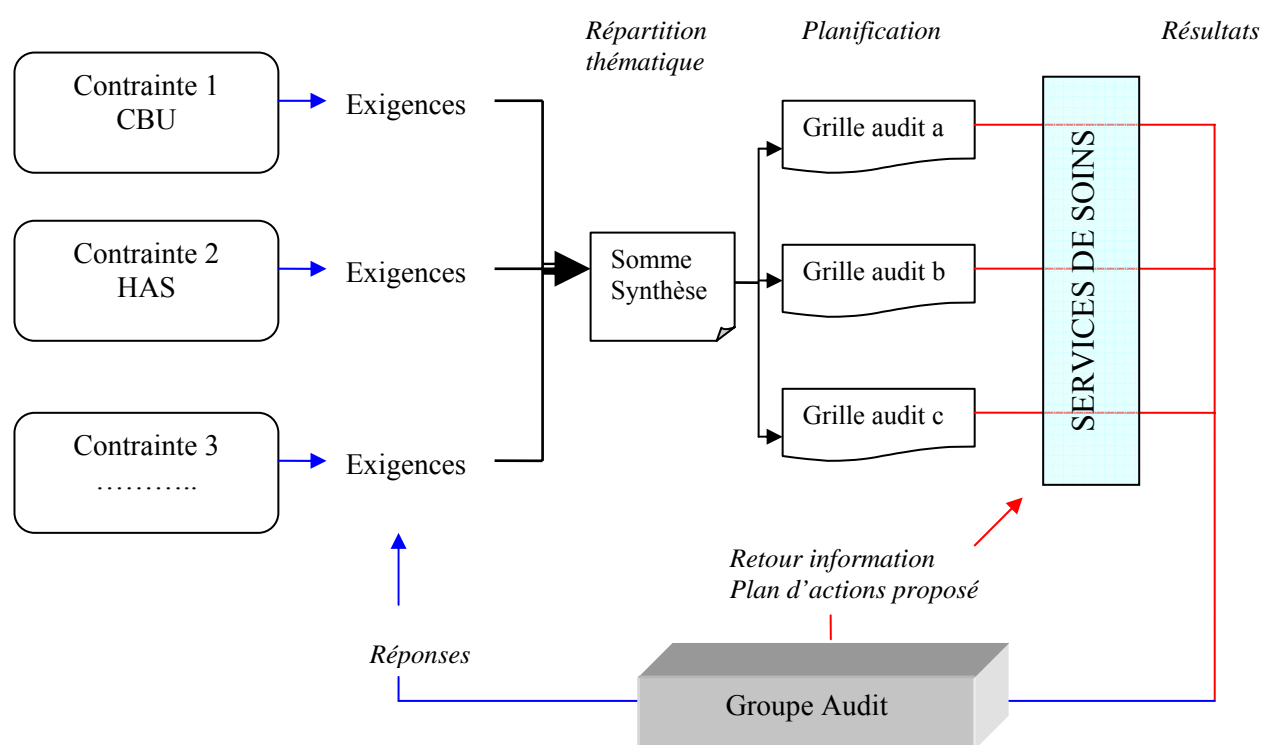 Répartition
thématique
Planification
Résultats
Contrainte 1
CBU
Exigences
Grille audit a
Contrainte 2
HAS
Exigences
Somme
Synthèse
Grille audit b
SERVICES DE SOINS
Contrainte 3
………..
Exigences
Grille audit c
Retour information
Plan d’actions proposé
Réponses
Groupe Audit